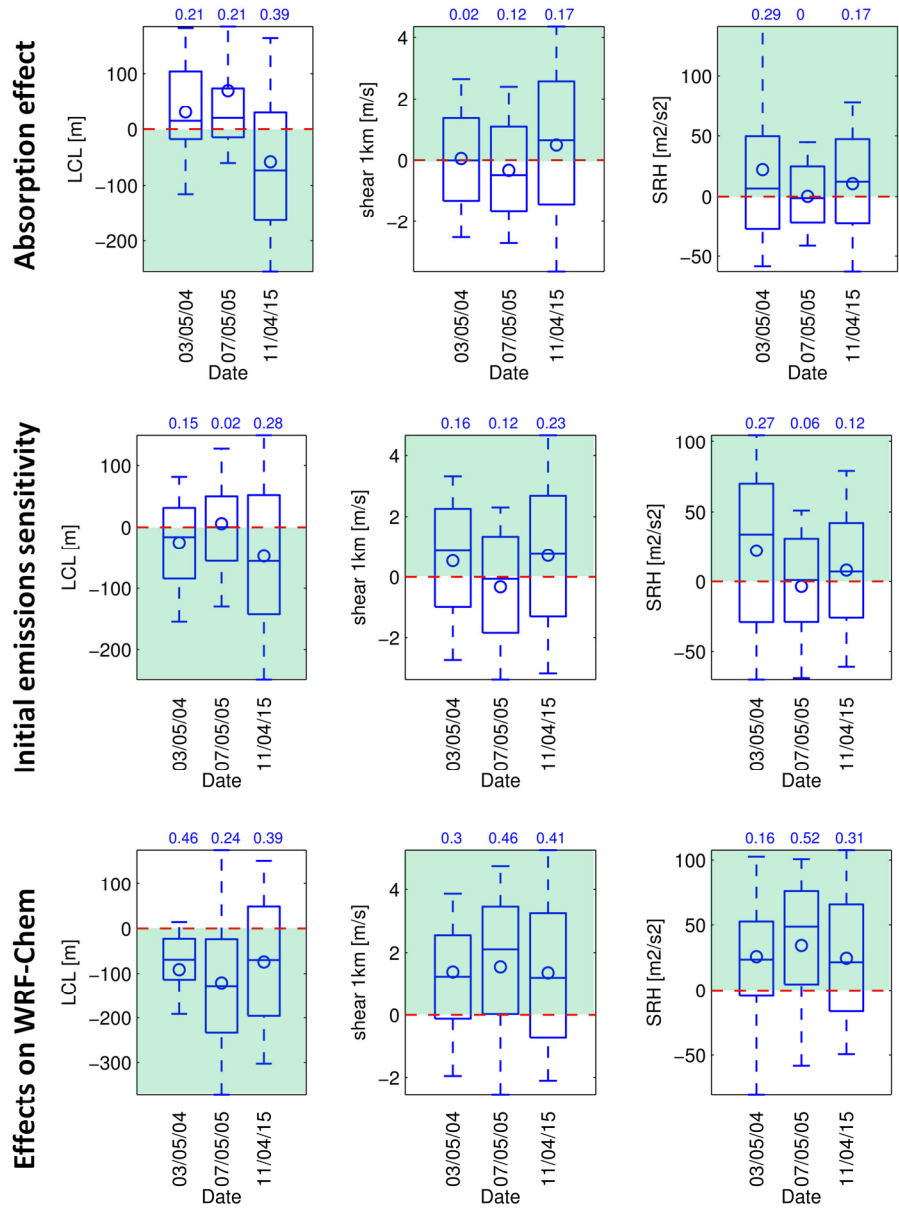 Absorption effect
0.21 0.21 0.39
100
0
−100
−200
LCL [m]
03/05/04
07/05/05
11/04/15
Date
0.02 0.12 0.17
4
2
0
−2
shear 1km [m/s]
03/05/04
07/05/05
11/04/15
Date
0.29 0 0.17
100
50
0
−50
SRH [m2/s2]
03/05/04
07/05/05
11/04/15
Date
Initial emissions sensitivity
0.15 0.02 0.28
100
0
−100
−200
LCL [m]
03/05/04
07/05/05
11/04/15
Date
0.16 0.12 0.23
4
2
0
−2
shear 1km [m/s]
03/05/04
07/05/05
11/04/15
Date
0.27 0.06 0.12
100
50
0
−50
SRH [m2/s2]
03/05/04
07/05/05
11/04/15
Date
Effects on WRF-Chem
0.46 0.24 0.39
100
0
−100
−200
−300
LCL [m]
03/05/04
07/05/05
11/04/15
Date
0.3 0.46 0.41
4
2
0
−2
shear 1km [m/s]
03/05/04
07/05/05
11/04/15
Date
0.16 0.52 0.31
100
50
0
−50
SRH [m2/s2]
03/05/04
07/05/05
11/04/15
Date